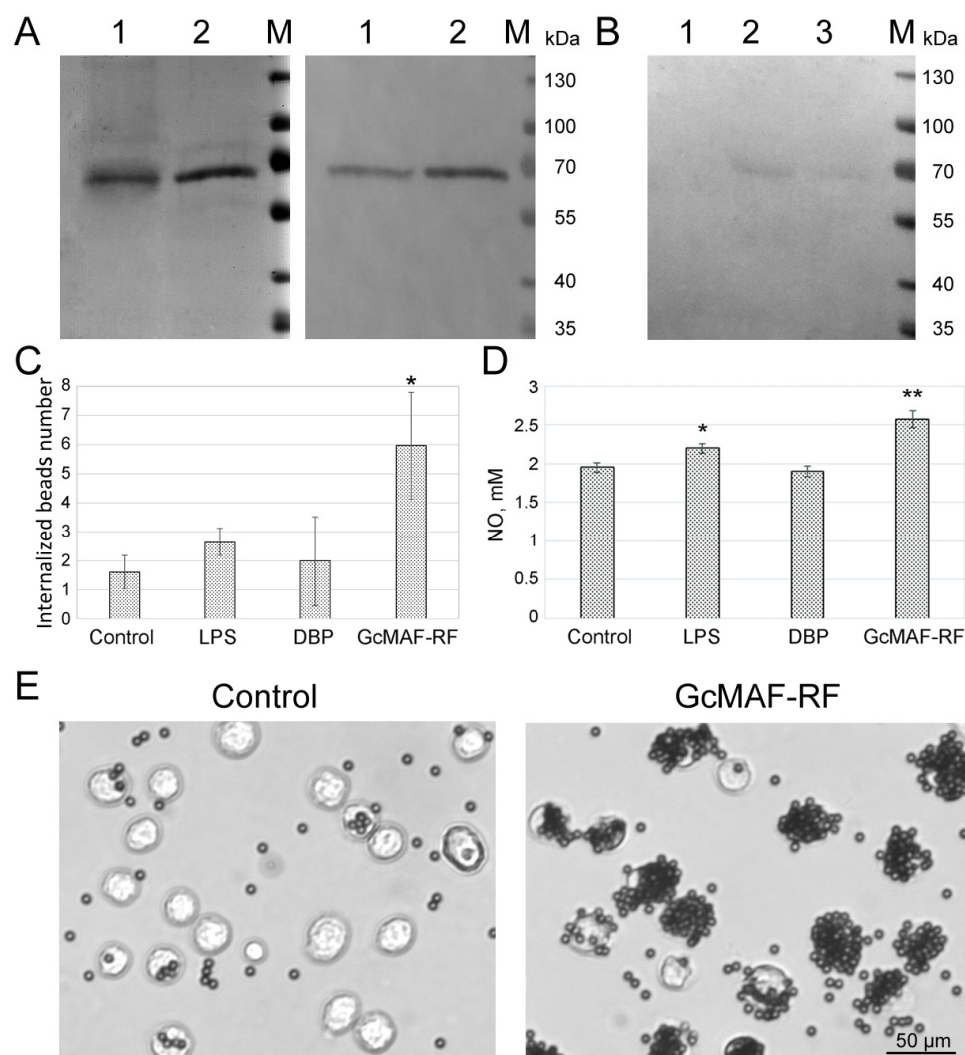 A 1 2 M 1 2 M kDa B 1 2 3 M kDa
130 130
100 100
70 70
55 55
40 40
35 35
C
Internalized beads number
8
7
6
5
4
3
2
1
0
*
Control LPS DBP GcMAF-RF
D
NO, mM
3
2.5
2
1.5
1
0.5
0
* **
Control LPS DBP GcMAF-RF
E Control GcMAF-RF
50 µm